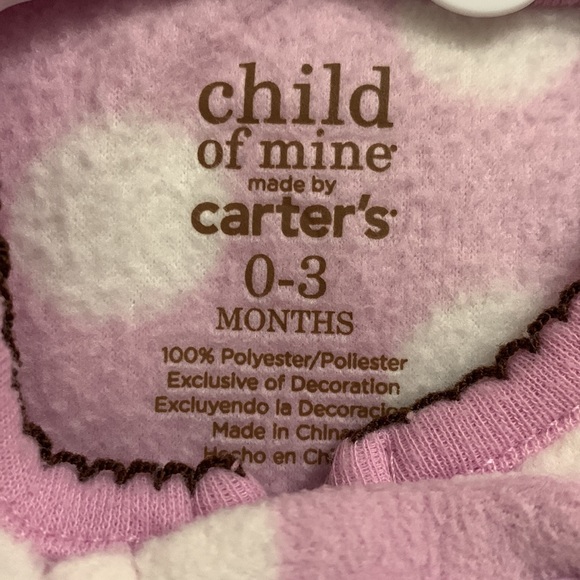 child
of mine
made by
carter's
0-3
MONTHS
100% Polyester/Poliester
Exclusive of Decoration
Excluyendo la Decoracion
Made in China
Hecho en